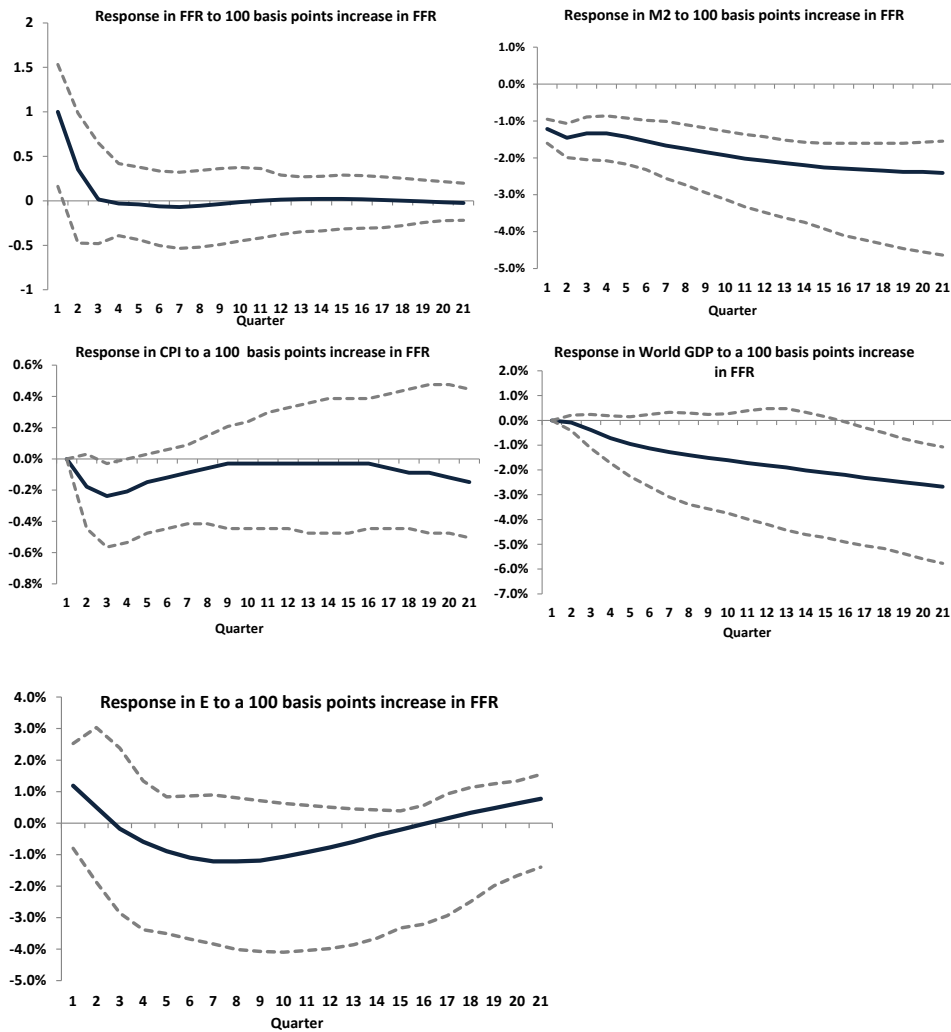 Response in FFR to 100 basis points increase in FFR
2
1.5
1
0.5
0
-0.5
-1
1 2 3 4 5 6 7 8 9 10 11 12 13 14 15 16 17 18 19 20 21
Quarter
Response in M2 to 100 basis points increase in FFR
1.0%
0.0%
-1.0%
-2.0%
-3.0%
-4.0%
-5.0%
1 2 3 4 5 6 7 8 9 10 11 12 13 14 15 16 17 18 19 20 21
Quarter
Response in CPI to a 100 basis points increase in FFR
0.6%
0.4%
0.2%
0.0%
-0.2%
-0.4%
-0.6%
-0.8%
1 2 3 4 5 6 7 8 9 10 11 12 13 14 15 16 17 18 19 20 21
Quarter
Response in World GDP to a 100 basis points increase
in FFR
2.0%
1.0%
0.0%
-1.0%
-2.0%
-3.0%
-4.0%
-5.0%
-6.0%
-7.0%
1 2 3 4 5 6 7 8 9 10 11 12 13 14 15 16 17 18 19 20 21
Quarter
Response in E to a 100 basis points increase in FFR
4.0%
3.0%
2.0%
1.0%
0.0%
-1.0%
-2.0%
-3.0%
-4.0%
-5.0%
1 2 3 4 5 6 7 8 9 10 11 12 13 14 15 16 17 18 19 20 21
Quarter